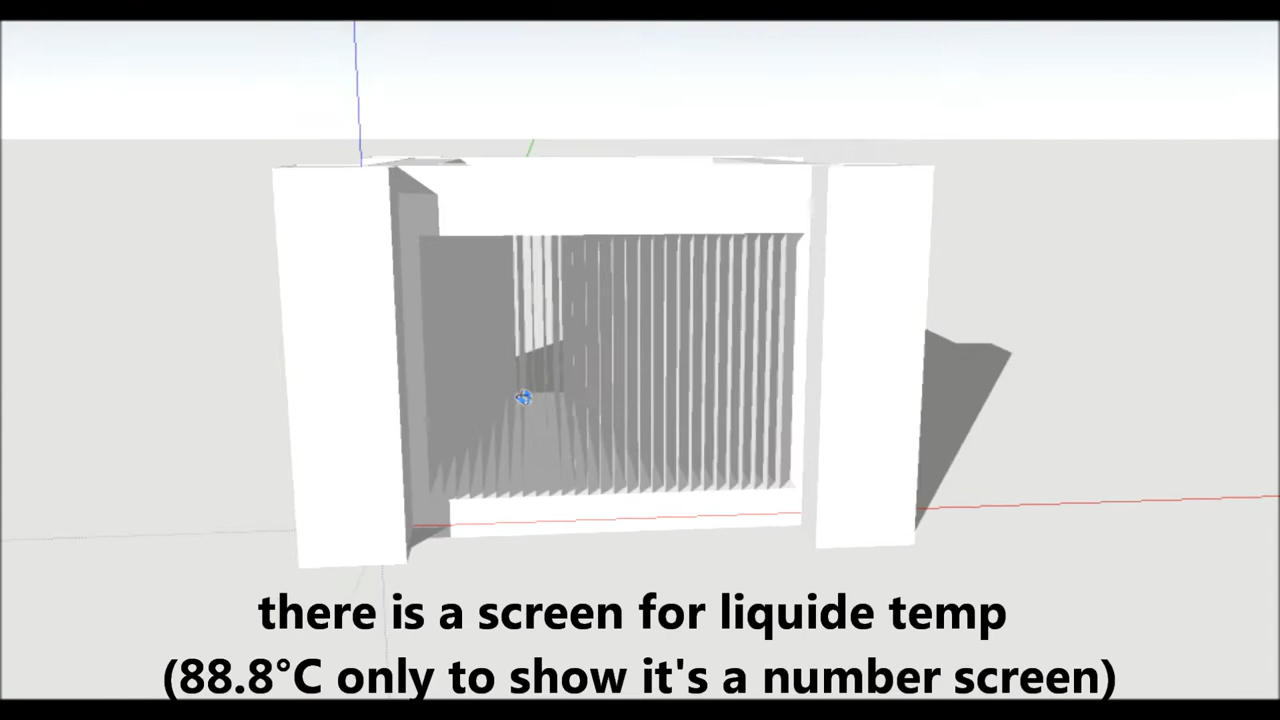 there is a screen for liquide temp
(88.8°C only to show it's a number screen)